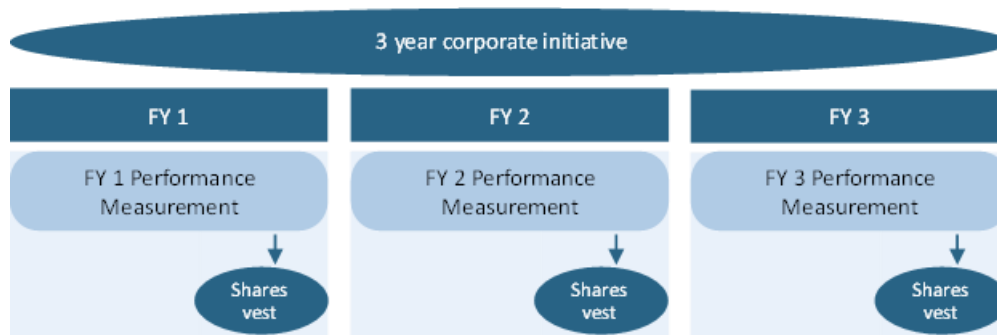 3 year corporate initiative
FY 1
FY 2
FY 3
FY 1 Performance
Measurement
FY 2 Performance
Measurement
FY 3 Performance
Measurement
Shares
vest
Shares
vest
Shares
vest